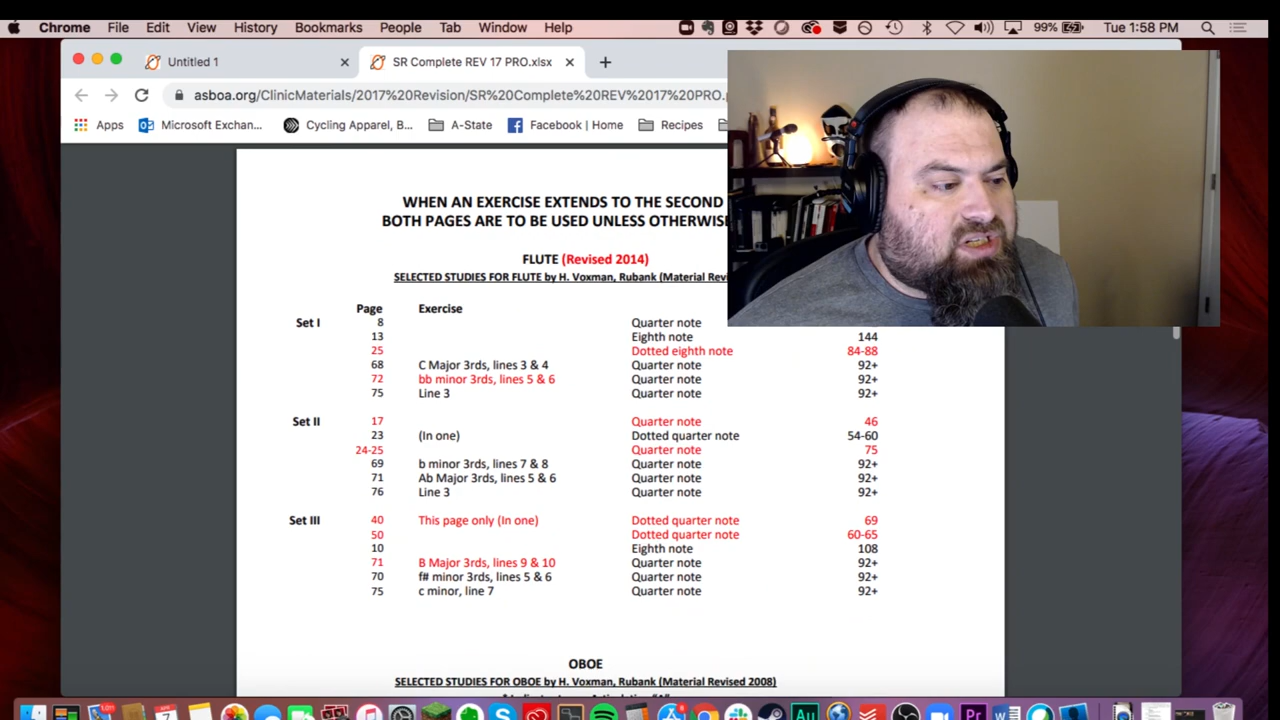 Chrome File Edit View History Bookmarks People Tab Window Help 99% Tue 1:58 PM
Untitled 1 SR Complete REV 17 PRO.xlsx
asboa.org/ClinicMaterials/2017%20Revision/SR%20Complete%20REV%2017%20PRO.
Apps Microsoft Exchan... Cycling Apparel, B... A-State Facebook | Home Recipes
WHEN AN EXERCISE EXTENDS TO THE SECOND
BOTH PAGES ARE TO BE USED UNLESS OTHERWISE
FLUTE (Revised 2014)
SELECTED STUDIES FOR FLUTE by H. Voxman, Rubank (Material Revi
Page Exercise
Set I 8 Quarter note
13 Eighth note 144
25 Dotted eighth note 84-88
68 C Major 3rds, lines 3 & 4 Quarter note 92+
72 bb minor 3rds, lines 5 & 6 Quarter note 92+
75 Line 3 Quarter note 92+
Set II 17 Quarter note 46
23 (In one) Dotted quarter note 54-60
24-25 Quarter note 75
69 b minor 3rds, lines 7 & 8 Quarter note 92+
71 Ab Major 3rds, lines 5 & 6 Quarter note 92+
76 Line 3 Quarter note 92+
Set III 40 This page only (In one) Dotted quarter note 69
50 Dotted quarter note 60-65
10 Eighth note 108
71 B Major 3rds, lines 9 & 10 Quarter note 92+
70 f# minor 3rds, lines 5 & 6 Quarter note 92+
75 c minor, line 7 Quarter note 92+
OBOE
SELECTED STUDIES FOR OBOE by H. Voxman, Rubank (Material Revised 2008)